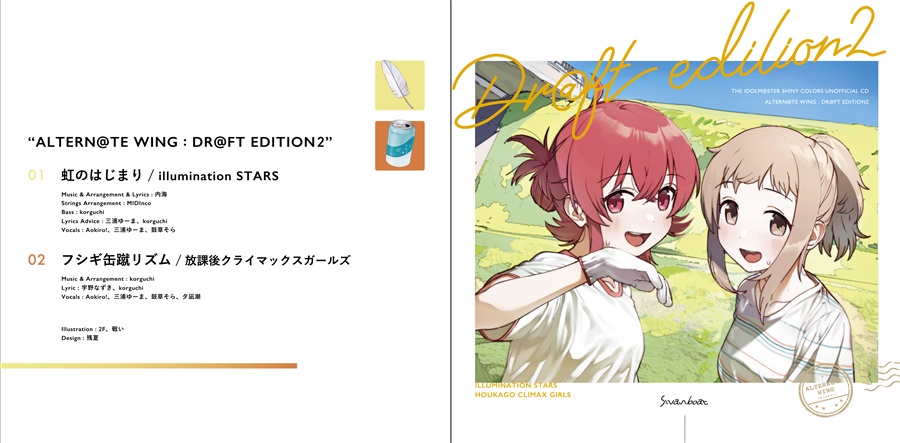 "ALTERN@TE WING : DR@FT EDITION2"
01 虹のはじまり / illumination STARS
Music & Arrangement & Lyrics : 内海
Strings Arrangement : MIDInco
Bass : korguchi
Lyrics Advice : 三浦ゆーま、korguchi
Vocals : Aokiro!、三浦ゆーま、鼓草そら
02 フシギ缶蹴リズム / 放課後クライマックスガールズ
Music & Arrangement : korguchi
Lyric : 宇野なずき、korguchi
Vocals : Aokiro!、三浦ゆーま、鼓草そら、夕凪潮
Illustration : 2F、戦い
Design : 残夏
Dr@ft edition2
THE IDOLM@STER SHINY COLORS UNOFFICIAL CD
ALTERN@TE WING : DR@FT EDITION2
ILLUMINATION STARS
HOUKAGO CLIMAX GIRLS
Swanboat
ALTERN@TE
WING